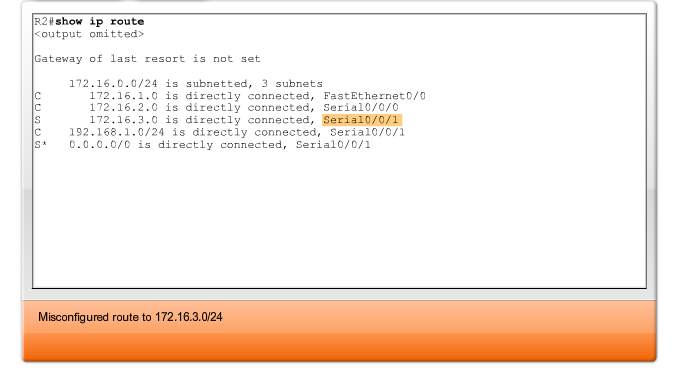 R2#show ip route
<output omitted>
Gateway of last resort is not set
172.16.0.0/24 is subnetted, 3 subnets
C 172.16.1.0 is directly connected, FastEthernet0/0
C 172.16.2.0 is directly connected, Serial0/0/0
S 172.16.3.0 is directly connected, Serial0/0/1
C 192.168.1.0/24 is directly connected, Serial0/0/1
S* 0.0.0.0/0 is directly connected, Serial0/0/1
Misconfigured route to 172.16.3.0/24